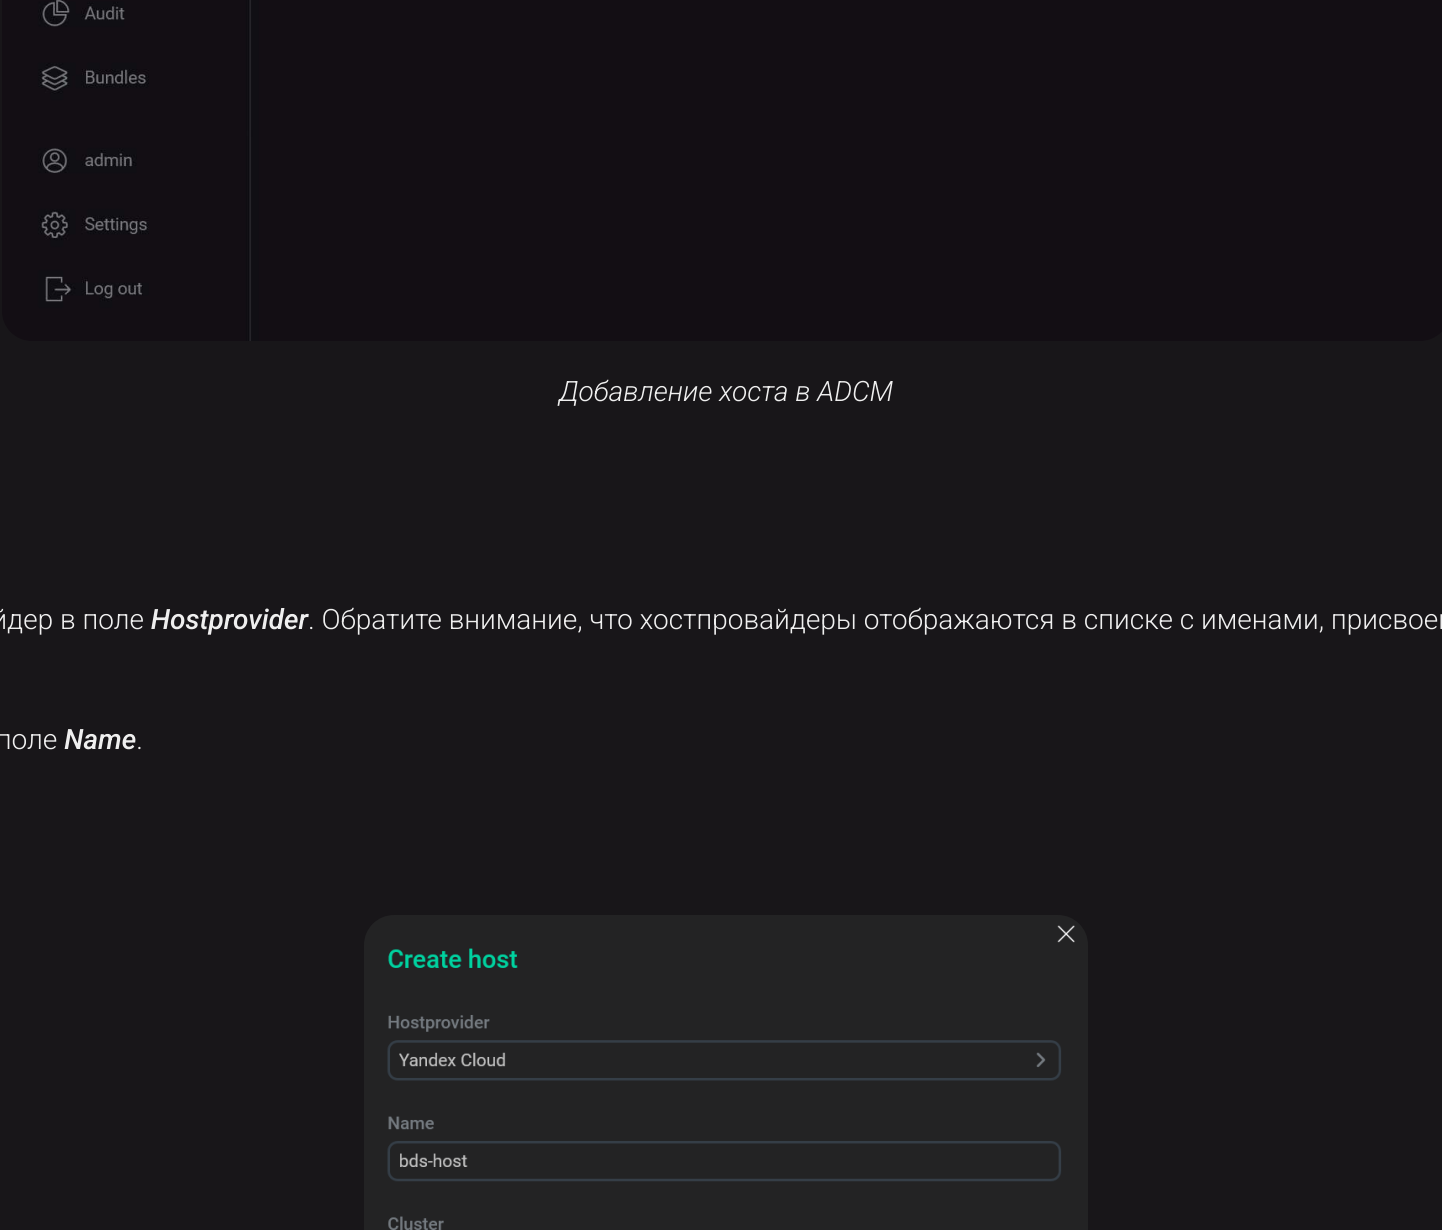 Audit
Bundles
admin
Settings
Log out
Добавление хоста в ADCM
йдер в поле Hostprovider. Обратите внимание, что хостпровайдеры отображаются в списке с именами, присвоен
поле Name.
Create host
Hostprovider
Yandex Cloud
Name
bds-host
Cluster